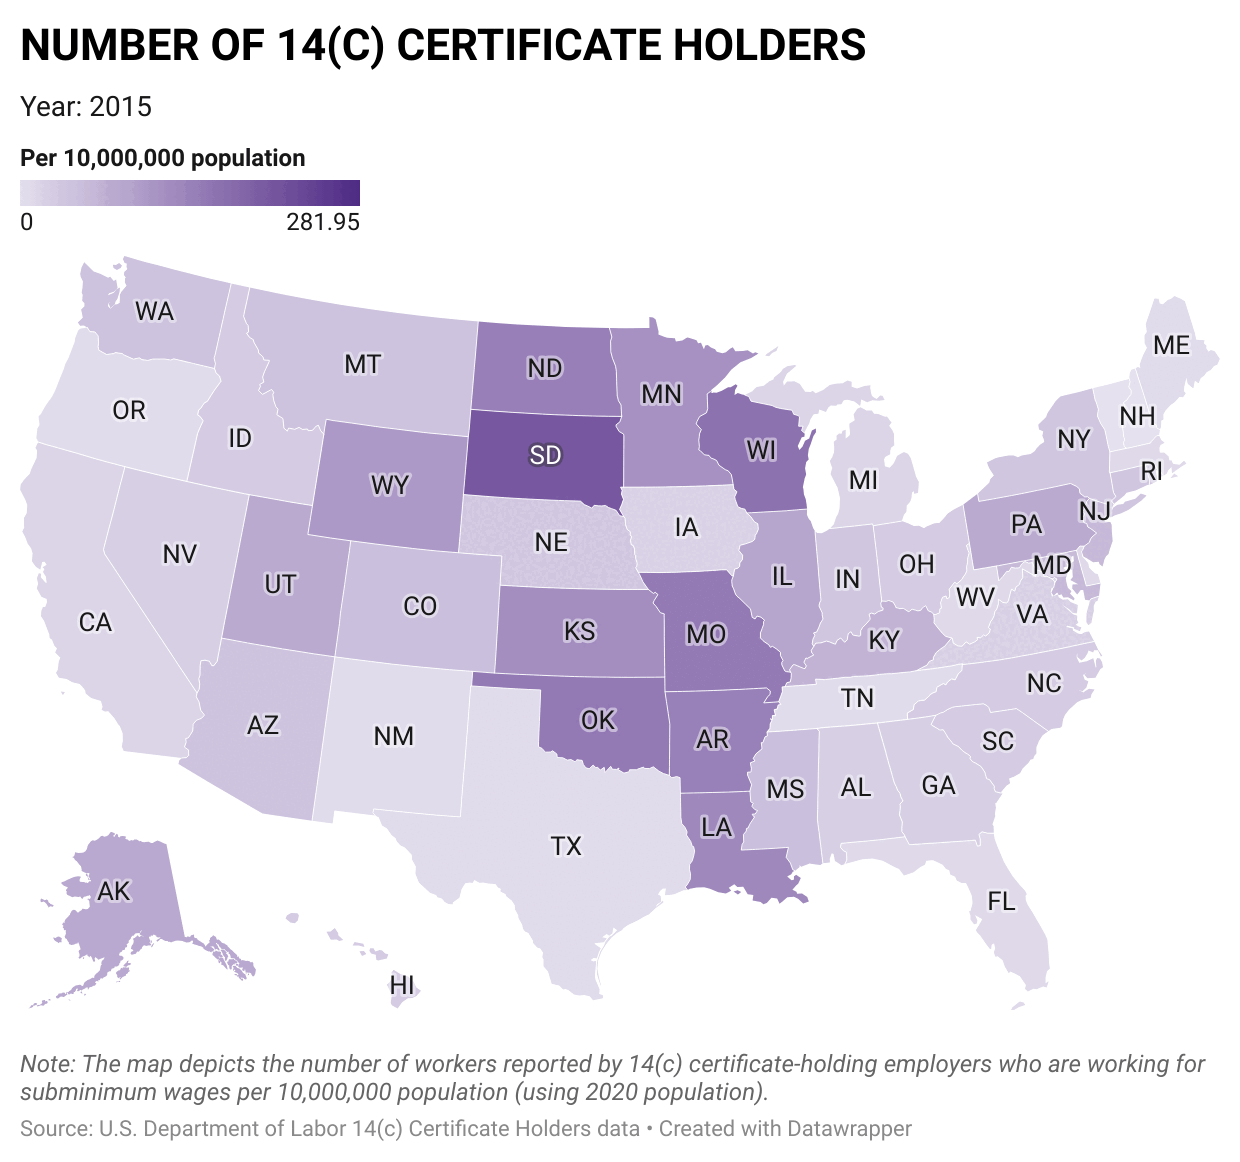 NUMBER OF 14(C) CERTIFICATE HOLDERS
Year: 2015
Per 10,000,000 population
0 281.95
WA
MT
ND
MN
ME
OR
ID
WY
SD
WI
MI
NY
NH
RI
NV
UT
CO
NE
IA
IL
IN
OH
PA
NJ
MD
WV
VA
CA
KS
MO
KY
AZ
NM
OK
AR
TN
NC
SC
TX
LA
MS
AL
GA
FL
AK
HI
Note: The map depicts the number of workers reported by 14(c) certificate-holding employers who are working for
subminimum wages per 10,000,000 population (using 2020 population).
Source: U.S. Department of Labor 14(c) Certificate Holders data • Created with Datawrapper